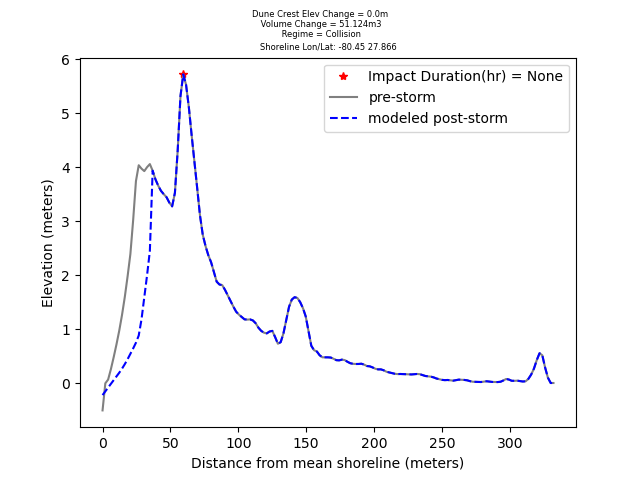 Dune Crest Elev Change = 0.0m
Volume Change = 51.124m3
Regime = Collision
Shoreline Lon/Lat: -80.45 27.866
Impact Duration(hr) = None
pre-storm
modeled post-storm
Elevation (meters)
6
5
4
3
2
1
0
0 50 100 150 200 250 300
Distance from mean shoreline (meters)